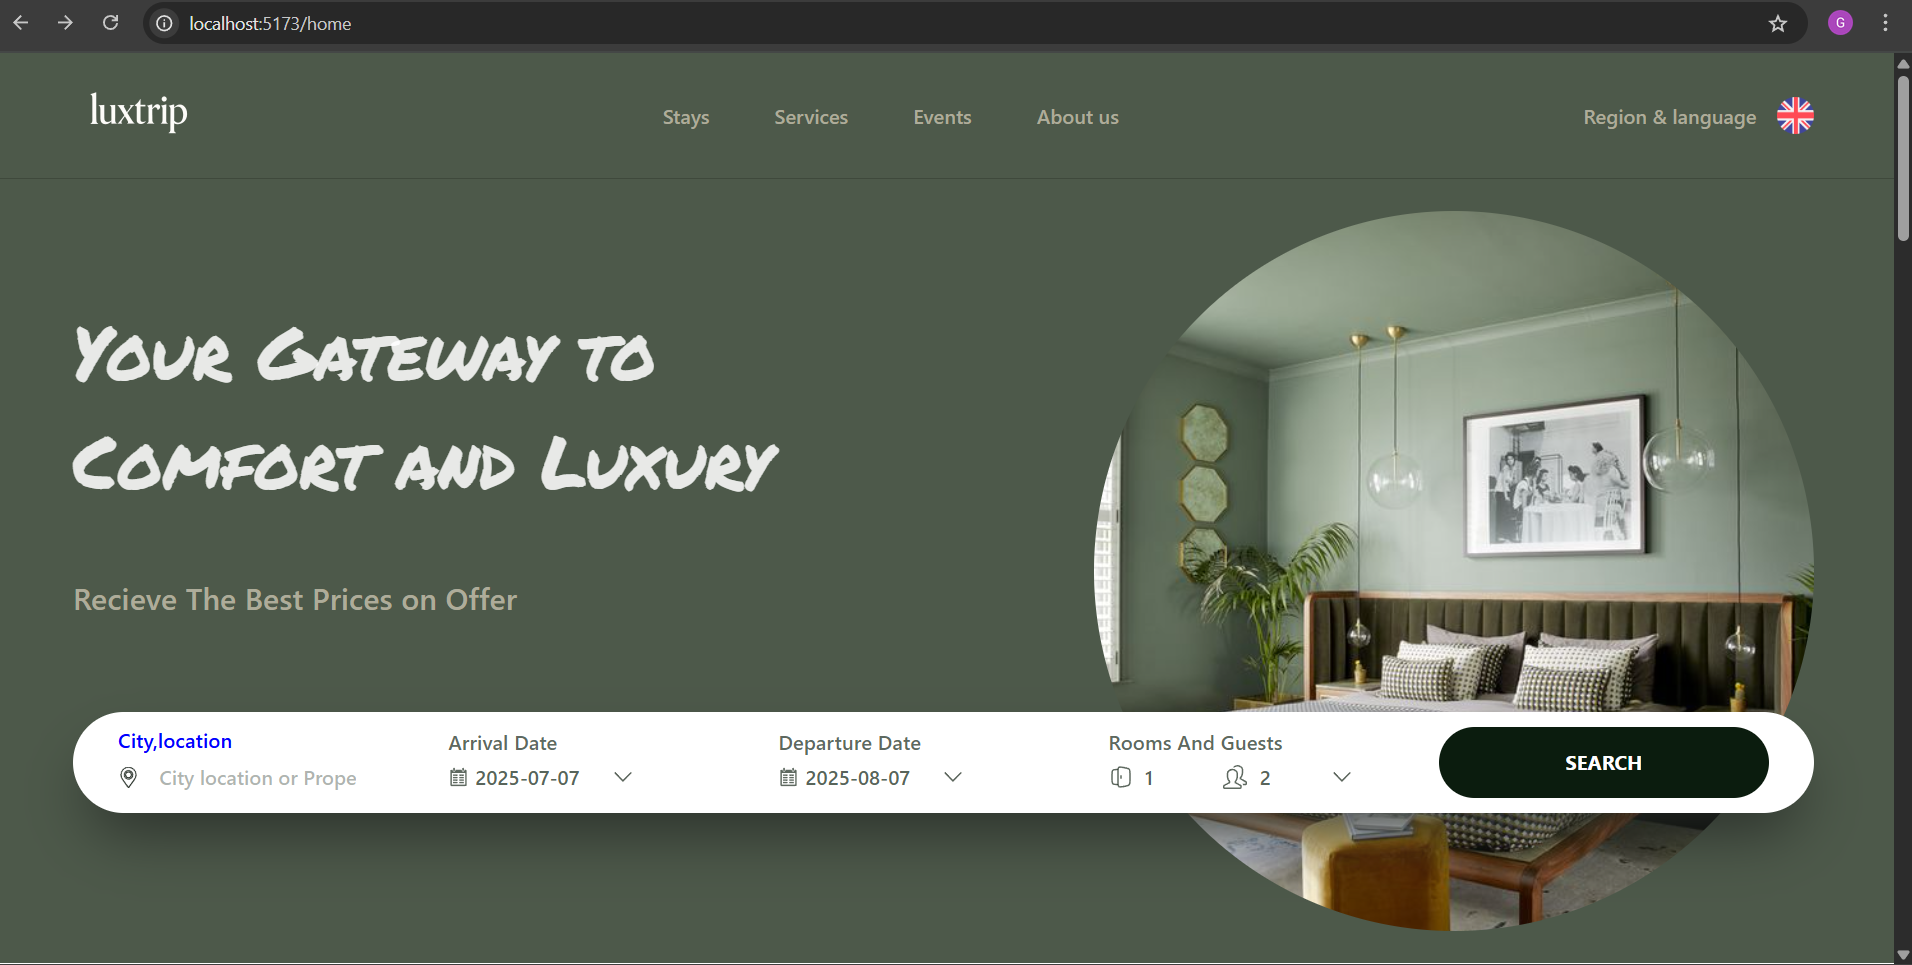 localhost:5173/home
G
luxtrip
Stays Services Events About us Region & language
Your Gateway to
Comfort and Luxury
Recieve The Best Prices on Offer
City,location Arrival Date Departure Date Rooms And Guests
City location or Prope 2025-07-07 2025-08-07 1 2
SEARCH